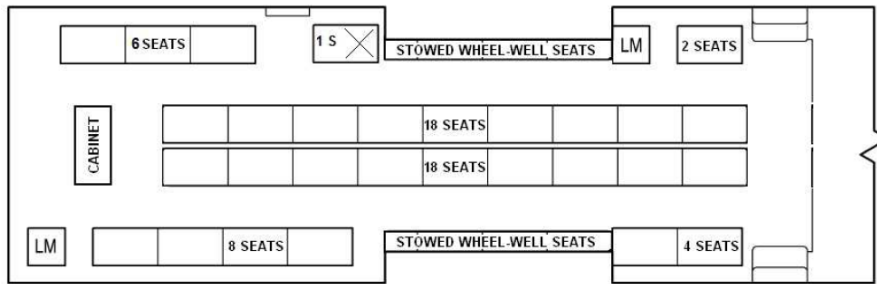 6 SEATS
1 S
STOWED WHEEL-WELL SEATS
LM
2 SEATS
CABINET
18 SEATS
18 SEATS
LM
8 SEATS
STOWED WHEEL-WELL SEATS
4 SEATS